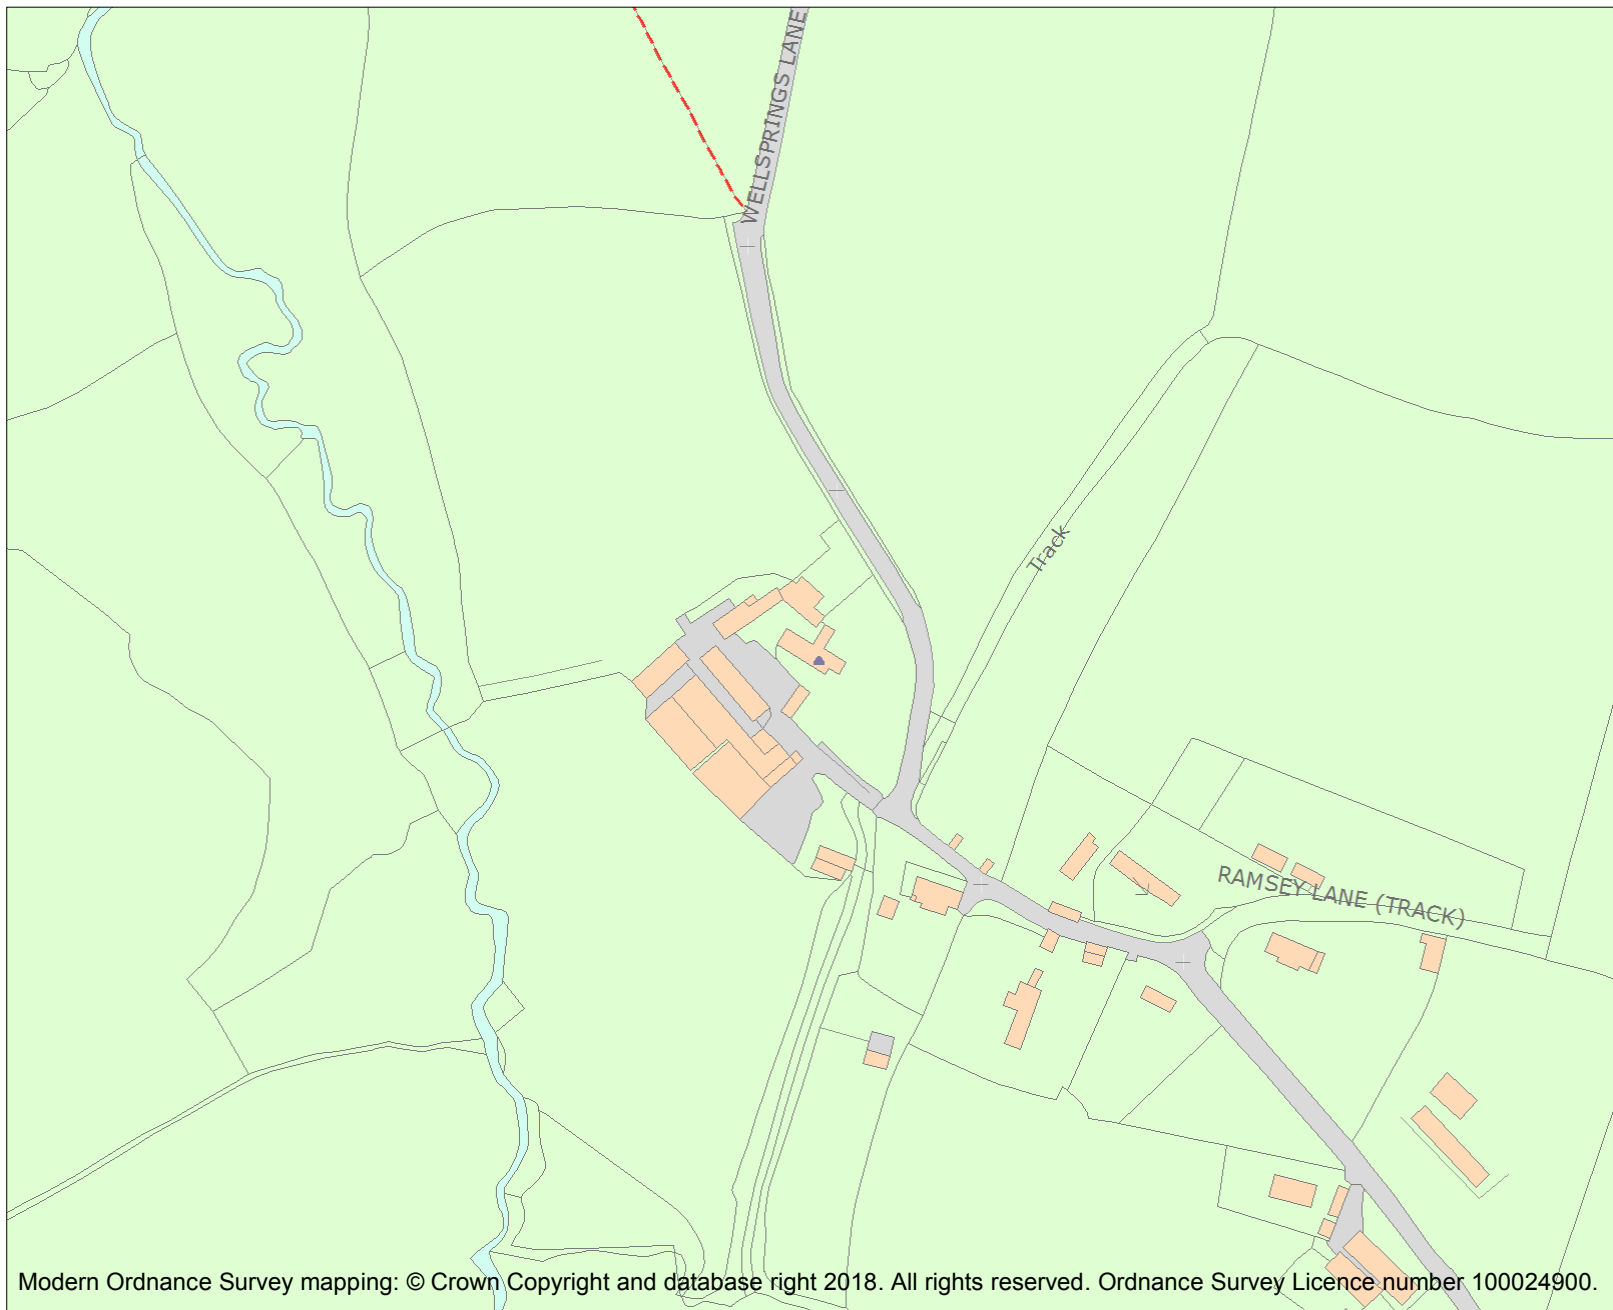 WELLSPRINGS LANE
Track
RAMSEY LANE (TRACK)
Modern Ordnance Survey mapping: © Crown Copyright and database right 2018. All rights reserved. Ordnance Survey Licence number 100024900.